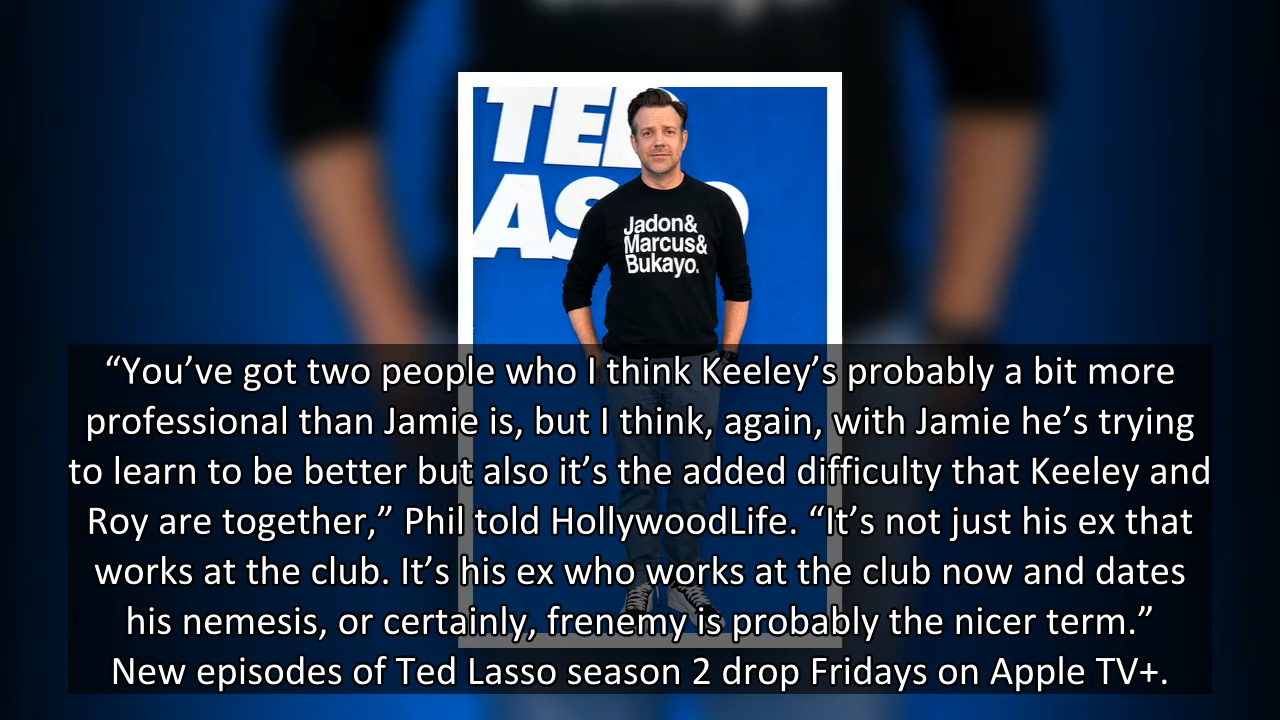 TED
LASSO
Jadon&
Marcus&
Bukayo.
“You’ve got two people who I think Keeley’s probably a bit more
professional than Jamie is, but I think, again, with Jamie he’s trying
to learn to be better but also it’s the added difficulty that Keeley and
Roy are together,” Phil told HollywoodLife. “It’s not just his ex that
works at the club. It’s his ex who works at the club now and dates
his nemesis, or certainly, frenemy is probably the nicer term.”
New episodes of Ted Lasso season 2 drop Fridays on Apple TV+.